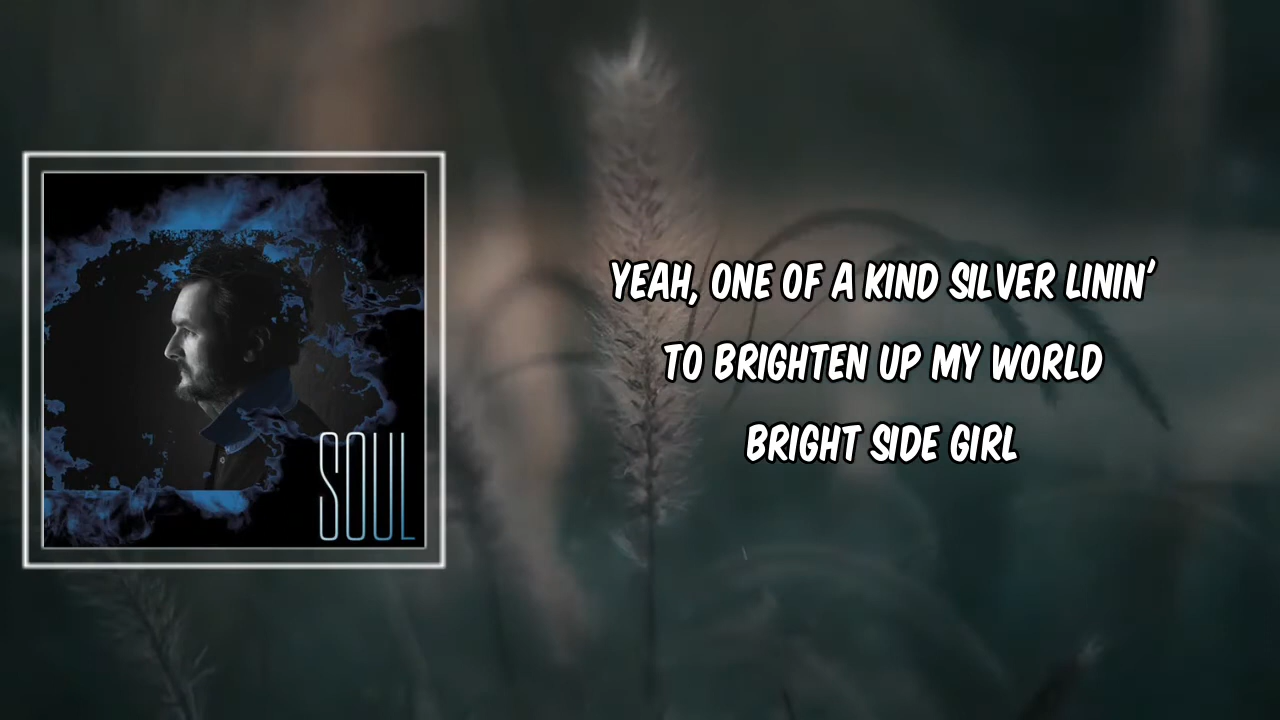 SOUL
YEAH, ONE OF A KIND SILVER LININ'
TO BRIGHTEN UP MY WORLD
BRIGHT SIDE GIRL